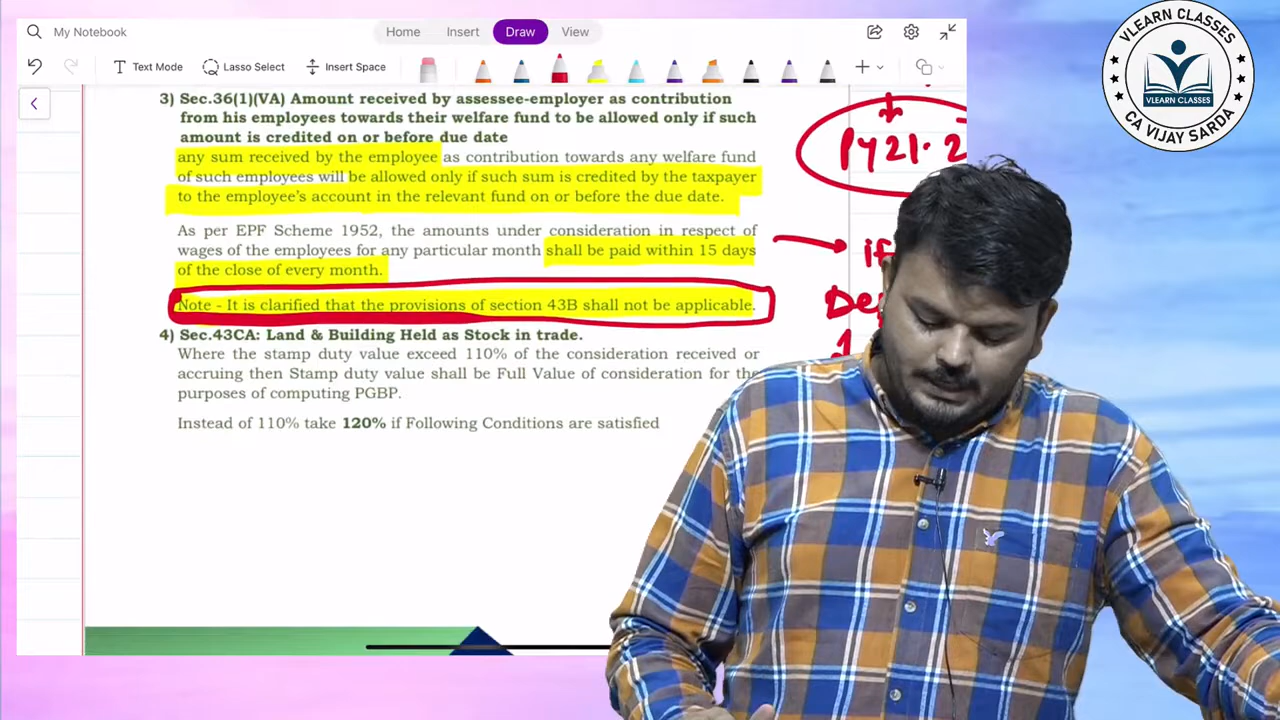 My Notebook
Home
Insert
Draw
View
Text Mode
Lasso Select
Insert Space
3) Sec.36(1)(VA) Amount received by assessee-employer as contribution
from his employees towards their welfare fund to be allowed only if such
amount is credited on or before due date
any sum received by the employee as contribution towards any welfare fund
of such employees will be allowed only if such sum is credited by the taxpayer
to the employee's account in the relevant fund on or before the due date.
As per EPF Scheme 1952, the amounts under consideration in respect of
wages of the employees for any particular month shall be paid within 15 days
of the close of every month.
Note - It is clarified that the provisions of section 43B shall not be applicable.
4) Sec.43CA: Land & Building Held as Stock in trade.
Where the stamp duty value exceed 110% of the consideration received or
accruing then Stamp duty value shall be Full Value of consideration for the
purposes of computing PGBP.
Instead of 110% take 120% if Following Conditions are satisfied
PY21-2
if
De
VLEARN CLASSES
VLEARN CLASSES
CA VIJAY SARDA